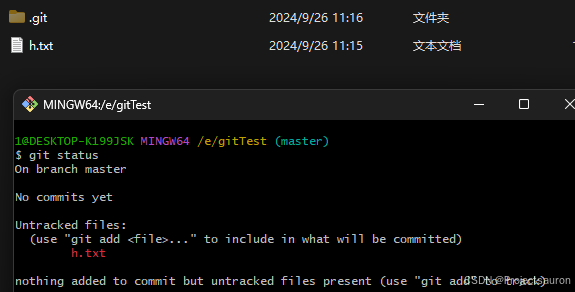 .git 2024/9/26 11:16 文件夹
h.txt 2024/9/26 11:15 文本文档
MINGW64:/e/gitTest
1@DESKTOP-K199JSK MINGW64 /e/gitTest (master)
$ git status
On branch master
No commits yet
Untracked files:
(use "git add <file>..." to include in what will be committed)
h.txt
nothing added to commit but untracked files present (use "git add" to track)
CSDN @Projectsauron